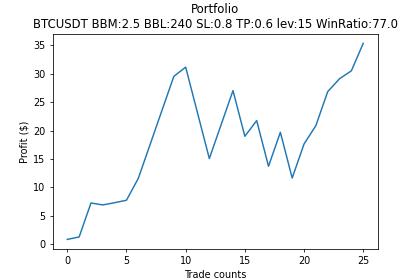 Portfolio
BTCUSDT BBM:2.5 BBL:240 SL:0.8 TP:0.6 lev:15 WinRatio:77.0
35
30
25
20
15
10
5
0
Profit ($)
0 5 10 15 20 25
Trade counts